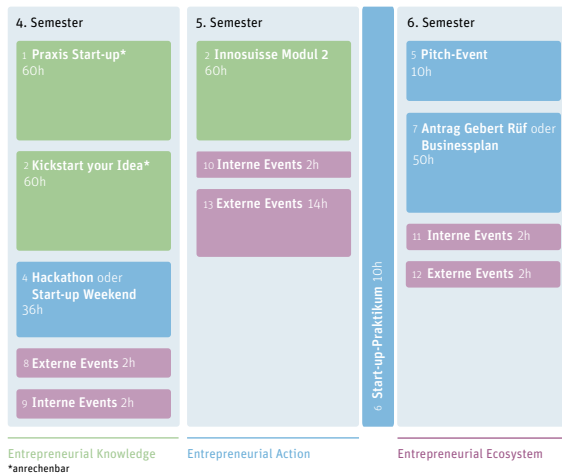 4. Semester
1 Praxis Start-up*
60h
2 Kickstart your Idea*
60h
4 Hackathon oder
Start-up Weekend
36h
8 Externe Events 2h
9 Interne Events 2h
5. Semester
2 Innosuisse Modul 2
60h
10 Interne Events 2h
13 Externe Events 14h
6 Start-up-Praktikum 10h
6. Semester
5 Pitch-Event
10h
7 Antrag Gebert Rüf oder
Businessplan
50h
11 Interne Events 2h
12 Externe Events 2h
Entrepreneurial Knowledge
*anrechenbar
Entrepreneurial Action
Entrepreneurial Ecosystem